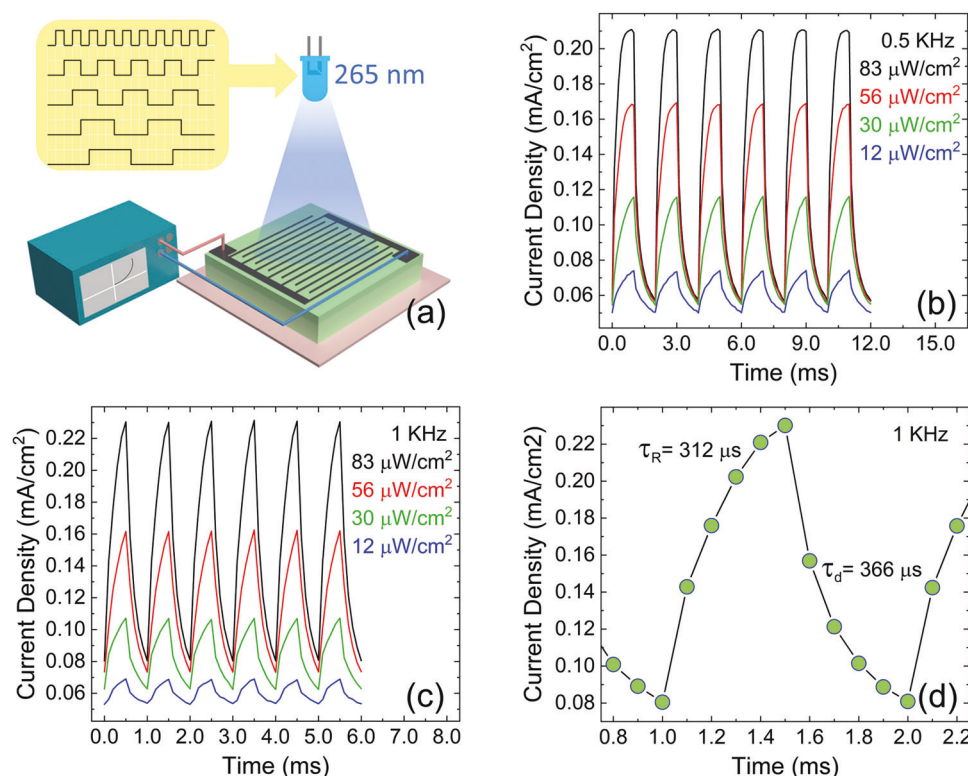 265 nm
(a)
Current Density (mA/cm²)
0.20
0.18
0.16
0.14
0.12
0.10
0.08
0.06
0.5 KHz
83 μW/cm²
56 μW/cm²
30 μW/cm²
12 μW/cm²
(b)
0.0 3.0 6.0 9.0 12.0 15.0
Time (ms)
Current Density (mA/cm²)
0.22
0.20
0.18
0.16
0.14
0.12
0.10
0.08
0.06
1 KHz
83 μW/cm²
56 μW/cm²
30 μW/cm²
12 μW/cm²
(c)
0.0 1.0 2.0 3.0 4.0 5.0 6.0 7.0 8.0
Time (ms)
Current Density (mA/cm2)
0.22
0.20
0.18
0.16
0.14
0.12
0.10
0.08
1 KHz
τR= 312 μs
τd= 366 μs
(d)
0.8 1.0 1.2 1.4 1.6 1.8 2.0 2.2
Time (ms)